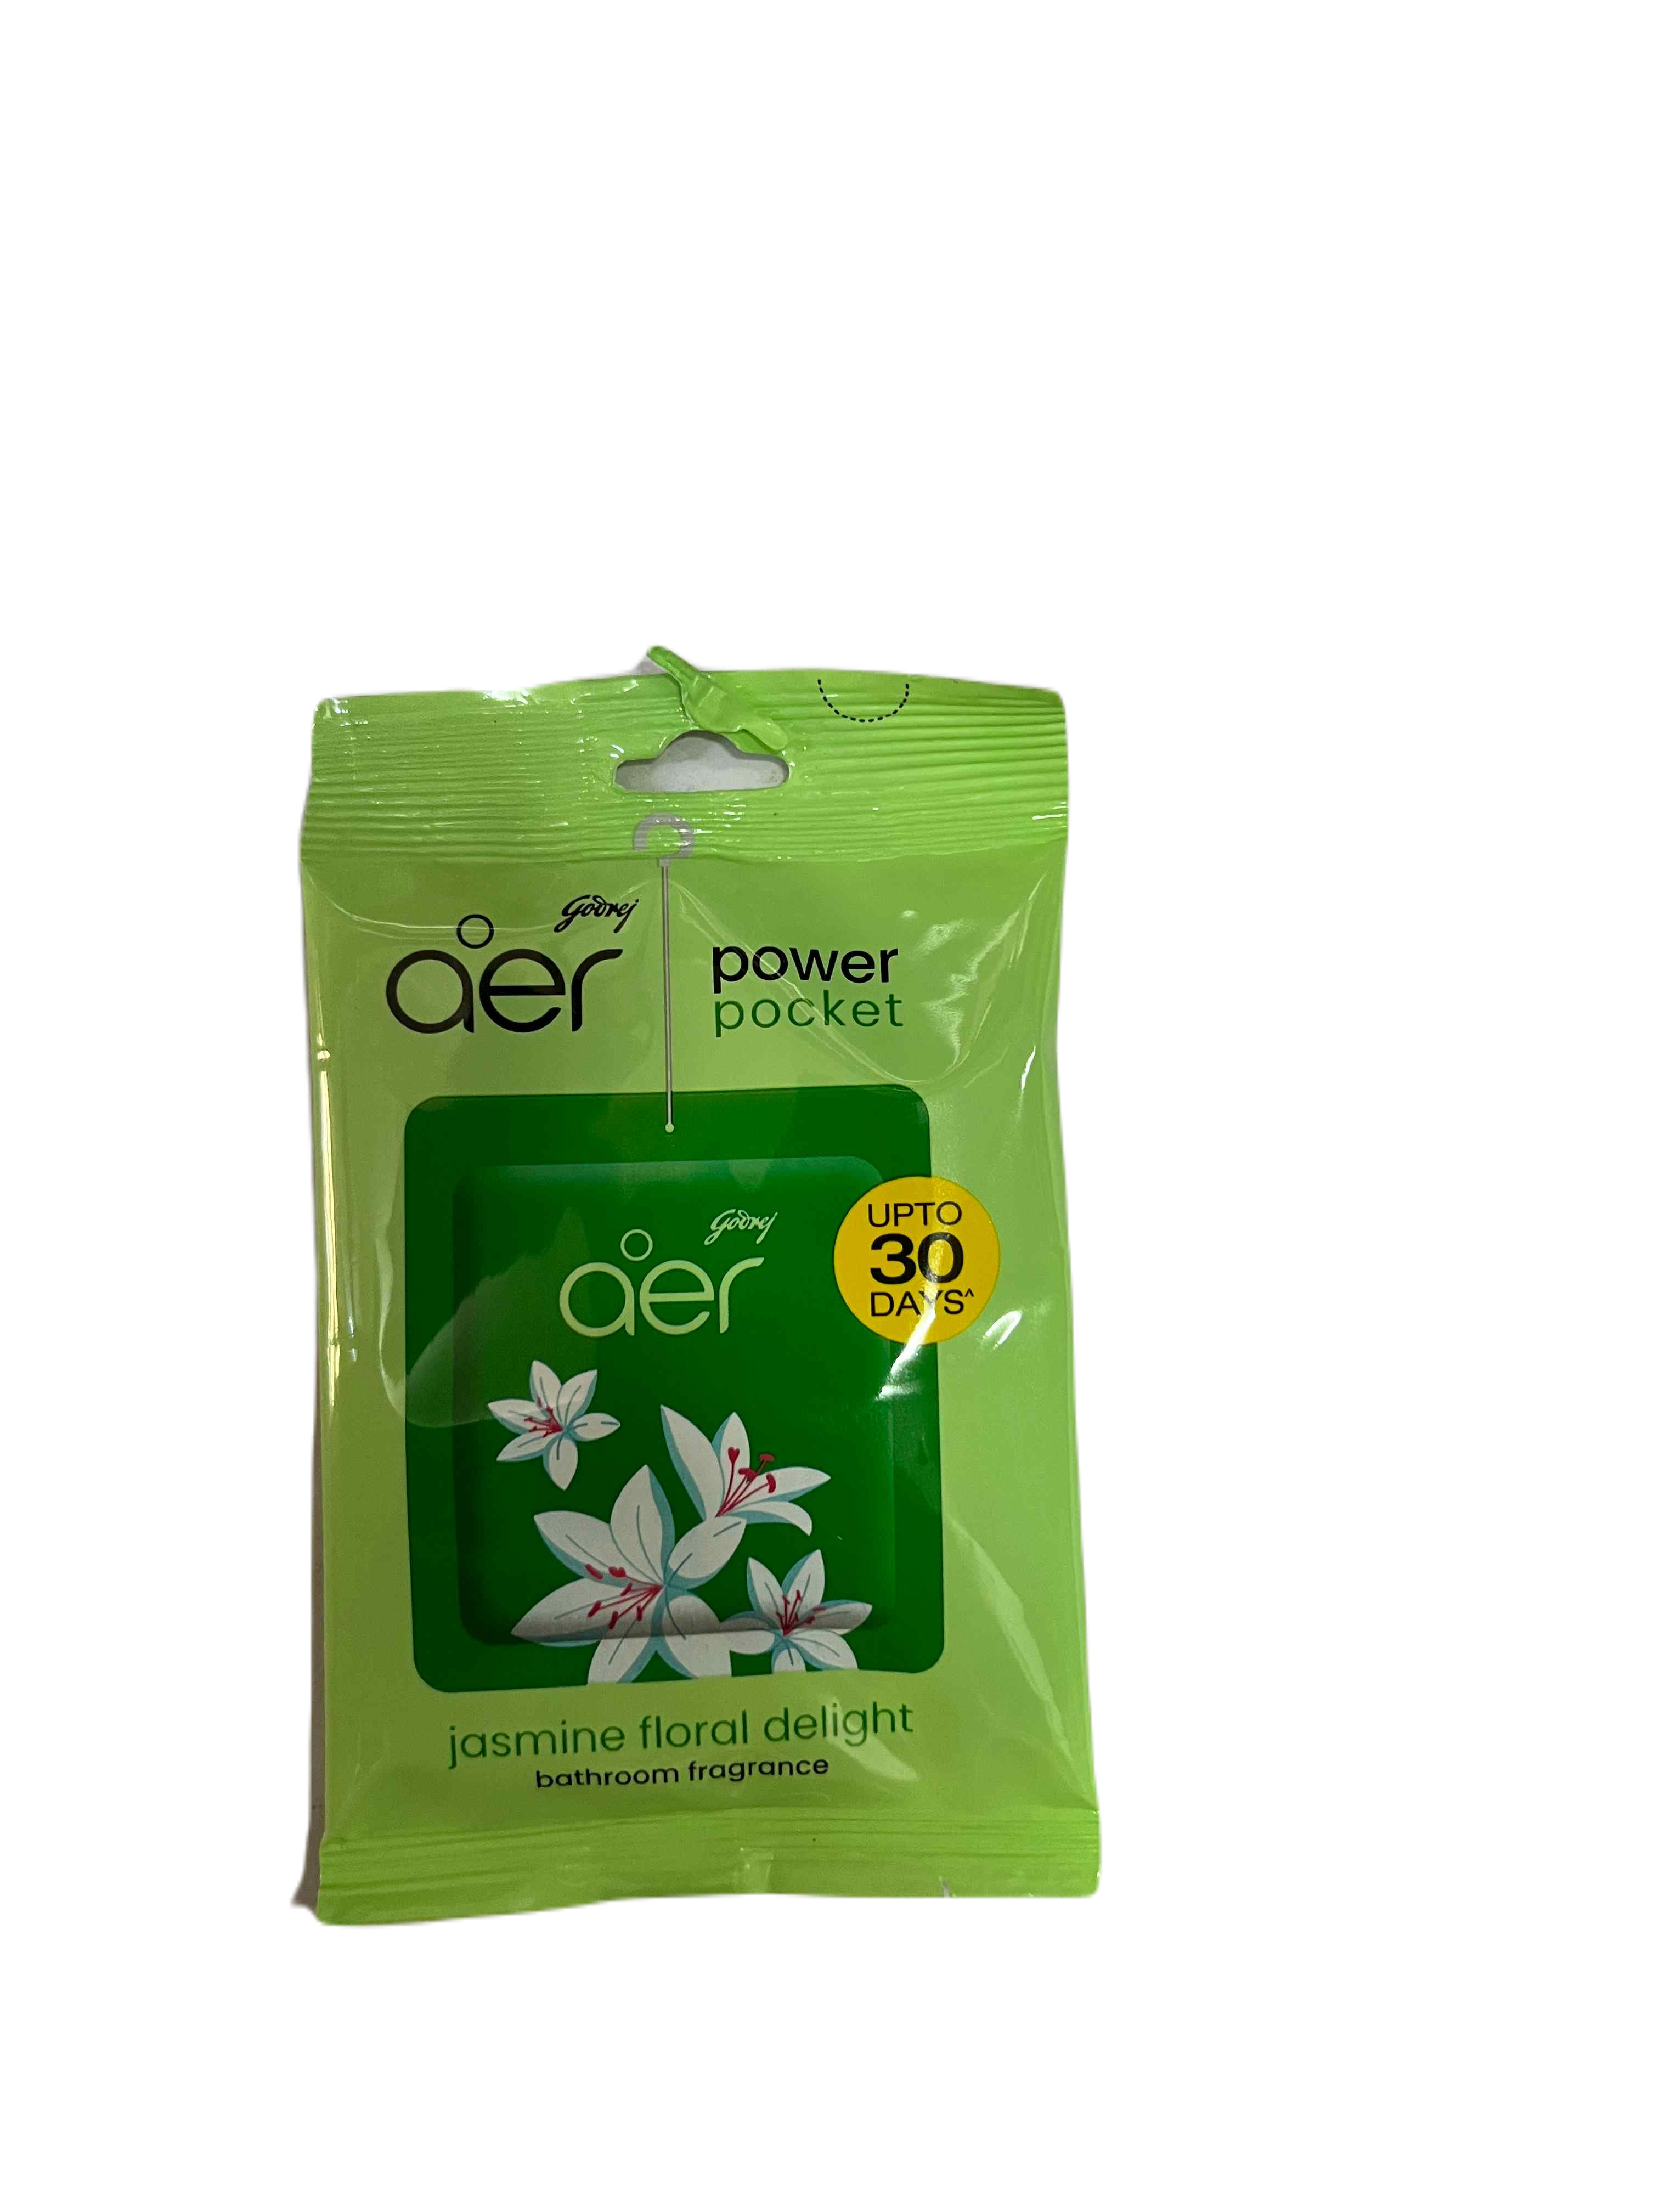 Godrej
aer
power
pocket
Godrej
aer
UPTO
30
DAYS^
jasmine floral delight
bathroom fragrance